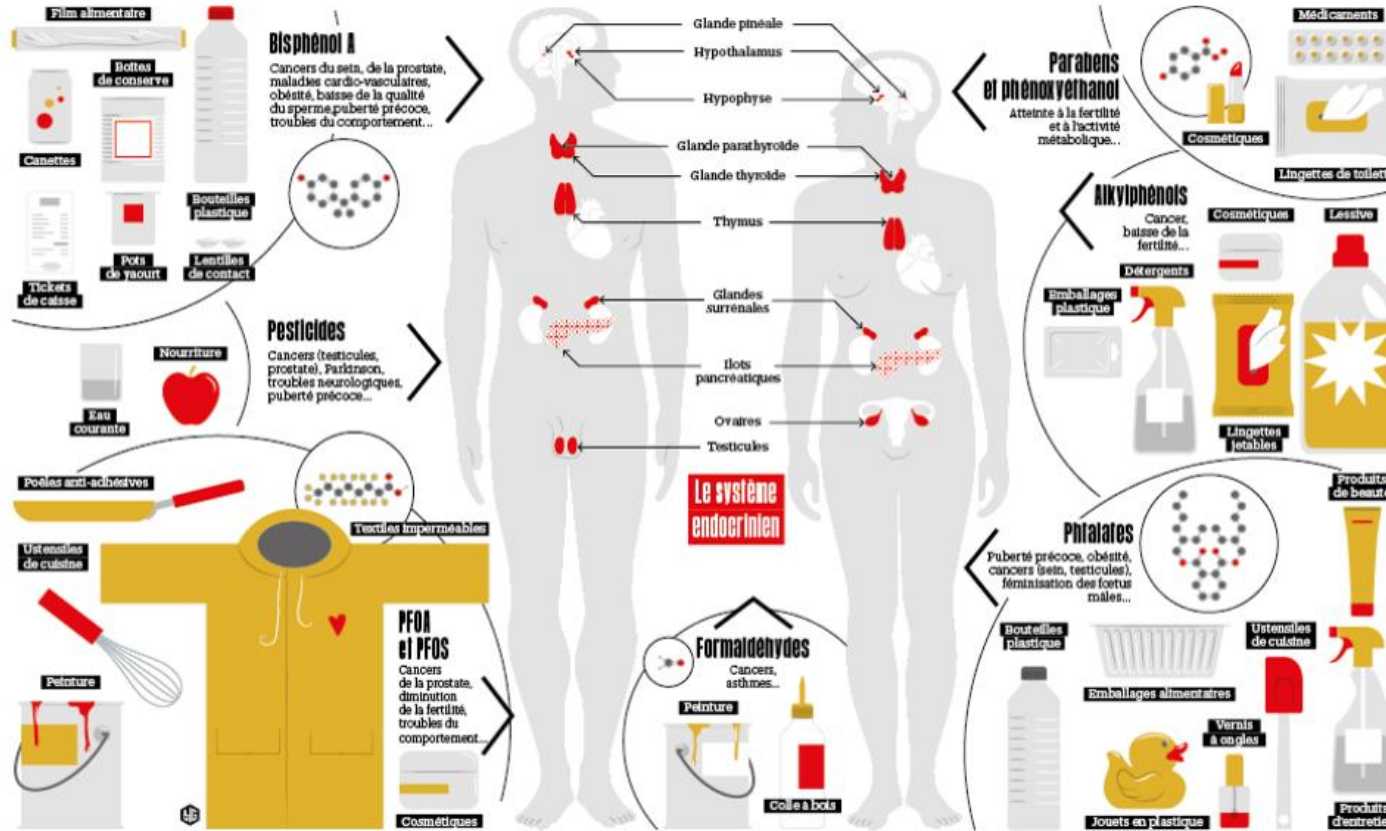 Film alimentaire
Boîtes
de conserve
Canettes
Bouteilles
plastique
Pots
de yaourt
Lentilles
de contact
Tickets
de caisse
Bisphénol A
Cancers du sein, de la prostate,
maladies cardio-vasculaires,
obésité, baisse de la qualité
du sperme,puberté précoce,
troubles du comportement...
Nourriture
Eau
courante
Pesticides
Cancers (testicules,
prostate), Parkinson,
troubles neurologiques,
puberté précoce...
Poêles anti-adhésives
Textiles imperméables
Ustensiles
de cuisine
Peinture
PFOA
et PFOS
Cancers
de la prostate,
diminution
de la fertilité,
troubles du
comportement...
Cosmétiques
Glande pinéale
Hypothalamus
Hypophyse
Glande parathyroïde
Glande thyroïde
Thymus
Glandes
surrénales
Ilots
pancréatiques
Ovaires
Testicules
Le système
endocrinien
Formaldéhydes
Cancers,
asthmes...
Peinture
Colle à bois
Parabens
et phénoxyéthanol
Atteinte à la fertilité
et à l'activité
métabolique...
Médicaments
Cosmétiques
Lingettes de toilett
Alkylphénols
Cancer,
baisse de la
fertilité...
Cosmétiques
Lessive
Détergents
Emballages
plastique
Lingettes
jetables
Phtalates
Puberté précoce, obésité,
cancers (sein, testicules),
féminisation des fœtus
mâles...
Produits
de beauté
Bouteilles
plastique
Ustensiles
de cuisine
Emballages alimentaires
Vernis
à ongles
Jouets en plastique
Produits
d'entretie